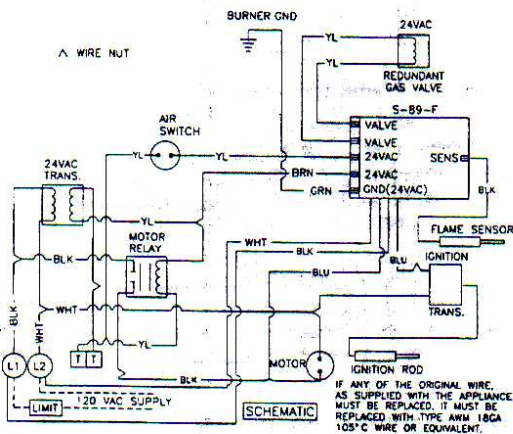 BURNER GND
24VAC
YL
YL
^ WIRE NUT
REDUNDANT
GAS VALVE
S-89-F
AIR
SWITCH
VALVE
VALVE
24VAC
SENS
24VAC
GND(24VAC)
YL
YL
BRN
GRN
BLK
24VAC
TRANS.
YL
MOTOR
RELAY
WHT
BLK
BLU
BLU
FLAME SENSOR
IGNITION
TRANS.
BLK
BLK
WHT
WHT
YL
T T
L1 L2
MOTOR
BLK
IGNITION ROD
120 VAC SUPPLY
LIMIT
SCHEMATIC
IF ANY OF THE ORIGINAL WIRE,
AS SUPPLIED WITH THE APPLIANCE
MUST BE REPLACED, IT MUST BE
REPLACED WITH TYPE AWM 18GA
105°C WIRE OR EQUIVALENT.